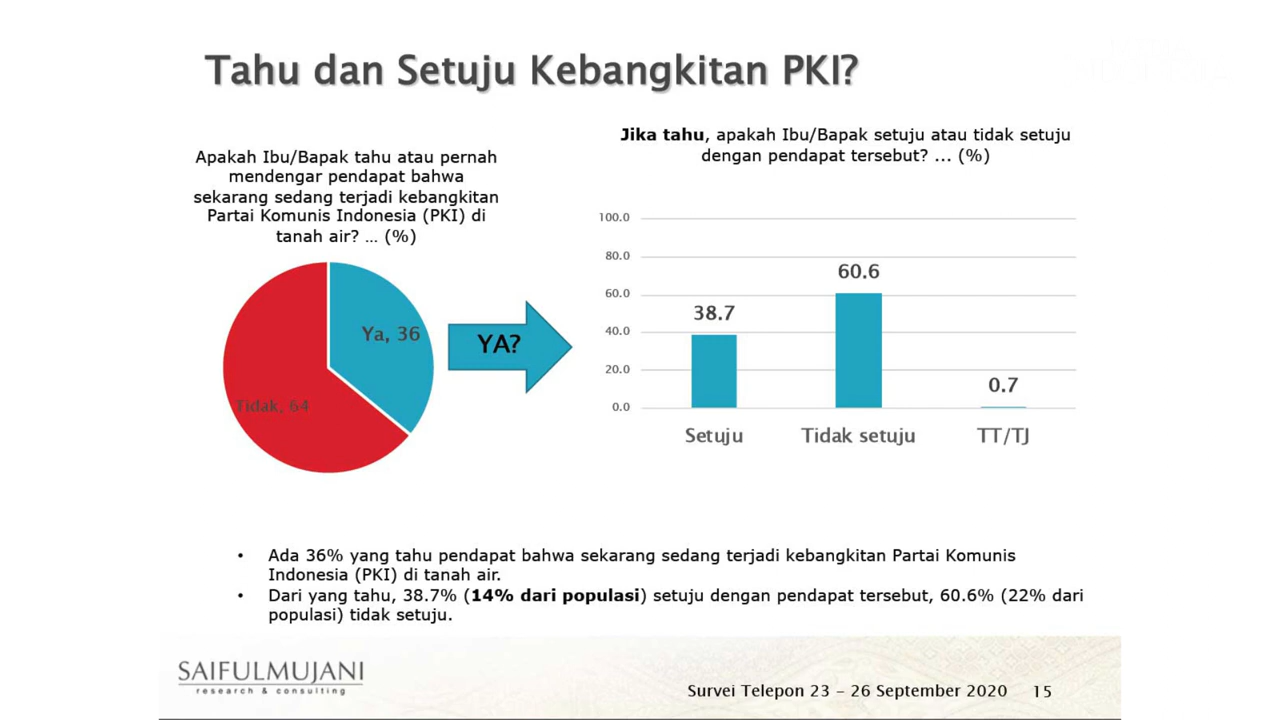 Tahu dan Setuju Kebangkitan PKI?
Apakah Ibu/Bapak tahu atau pernah
mendengar pendapat bahwa
sekarang sedang terjadi kebangkitan
Partai Komunis Indonesia (PKI) di
tanah air? ... (%)
Ya, 36
Tidak, 64
YA?
Jika tahu, apakah Ibu/Bapak setuju atau tidak setuju
dengan pendapat tersebut? ... (%)
100.0
80.0
60.0
40.0
20.0
0.0
38.7
60.6
0.7
Setuju
Tidak setuju
TT/TJ
• Ada 36% yang tahu pendapat bahwa sekarang sedang terjadi kebangkitan Partai Komunis
Indonesia (PKI) di tanah air.
• Dari yang tahu, 38.7% (14% dari populasi) setuju dengan pendapat tersebut, 60.6% (22% dari
populasi) tidak setuju.
SAIFULMUJANI
research & consulting
Survei Telepon 23 – 26 September 2020 15